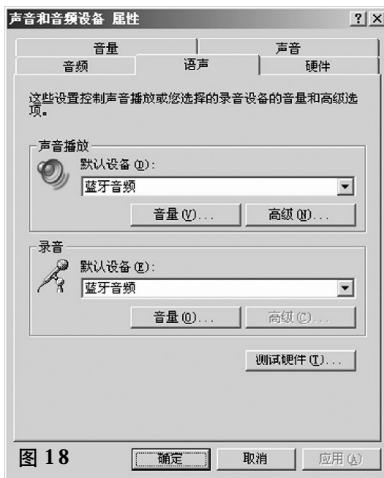 声音和音频设备 属性
音量 声音
音频 语声 硬件
这些设置控制声音播放或您选择的录音设备的音量和高级选
项。
声音播放
默认设备(D):
蓝牙音频
音量(V)... 高级(N)...
录音
默认设备(E):
蓝牙音频
音量(O)... 高级(C)...
测试硬件(T)...
图 18
确定 取消 应用(A)